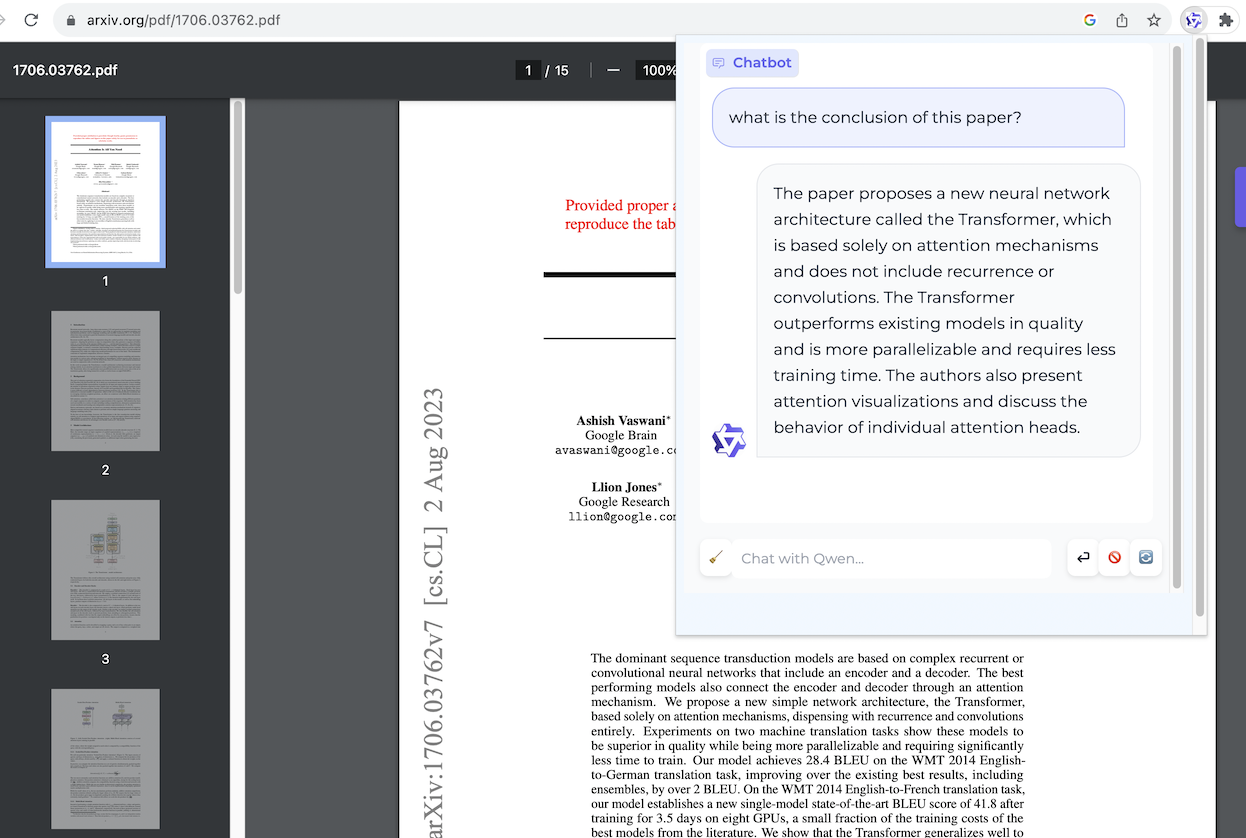 arxiv.org/pdf/1706.03762.pdf
1706.03762.pdf
1 / 15
100%
1
2
3
Chatbot
what is the conclusion of this paper?
The paper proposes a new neural network
architecture called the Transformer, which
is based solely on attention mechanisms
and does not include recurrence or
convolutions. The Transformer
outperforms existing models in quality
and is more parallelizable and requires less
training time. The authors also present
attention visualizations and discuss the
behavior of individual attention heads.
Chat with Qwen...
Provided proper
reproduce the tab
Ashish Vaswani*
Google Brain
avaswani@google.co
Llion Jones*
Google Research
llion@google.com
arXiv:1706.03762v7 [cs.CL] 2 Aug 2023
The dominant sequence transduction models are based on complex recurrent or
convolutional neural networks that include an encoder and a decoder. The best
performing models also connect the encoder and decoder through an attention
mechanism. We propose a new simple network architecture, the Transformer,
based solely on attention mechanisms, dispensing with recurrence and convolutions
entirely. Experiments on two machine translation tasks show these models to
be superior in quality while being more parallelizable and requiring significantly
less time to train. Our model achieves 28.4 BLEU on the WMT 2014 English-
to-German translation task, improving over the existing best results, including
ensembles, by over 2 BLEU. On the WMT 2014 English-to-French translation task,
our model establishes a new single-model state-of-the-art BLEU score of 41.8 after
training for 3.5 days on eight GPUs, a small fraction of the training costs of the
best models from the literature. We show that the Transformer generalizes well to